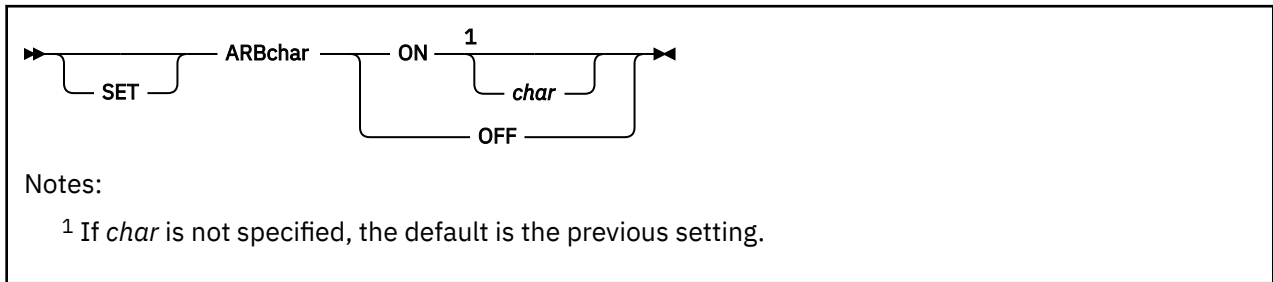 1
ARBchar ON
SET char
OFF
Notes:
1 If char is not specified, the default is the previous setting.